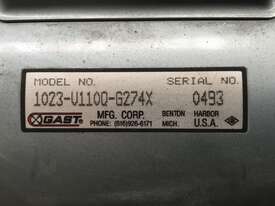 MODEL NO. SERIAL NO.
1023-V110Q-G274X 0493
GAST MFG. CORP. BENTON HARBOR
PHONE: (616)926-6171 MICH. U.S.A.